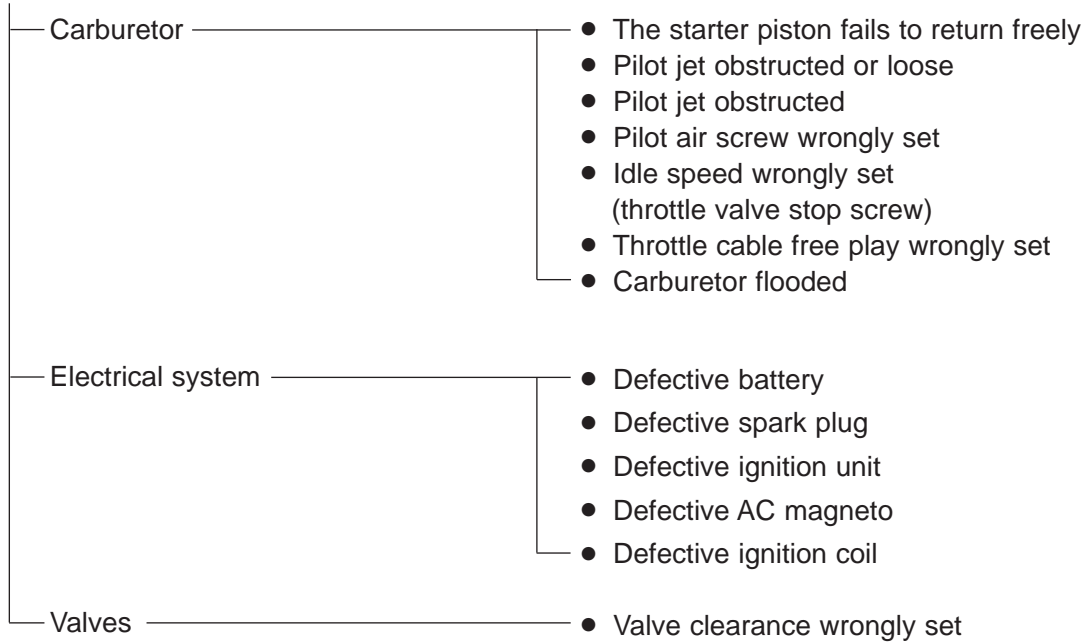 Carburetor
● The starter piston fails to return freely
● Pilot jet obstructed or loose
● Pilot jet obstructed
● Pilot air screw wrongly set
● Idle speed wrongly set
(throttle valve stop screw)
● Throttle cable free play wrongly set
● Carburetor flooded
Electrical system
● Defective battery
● Defective spark plug
● Defective ignition unit
● Defective AC magneto
● Defective ignition coil
Valves
● Valve clearance wrongly set